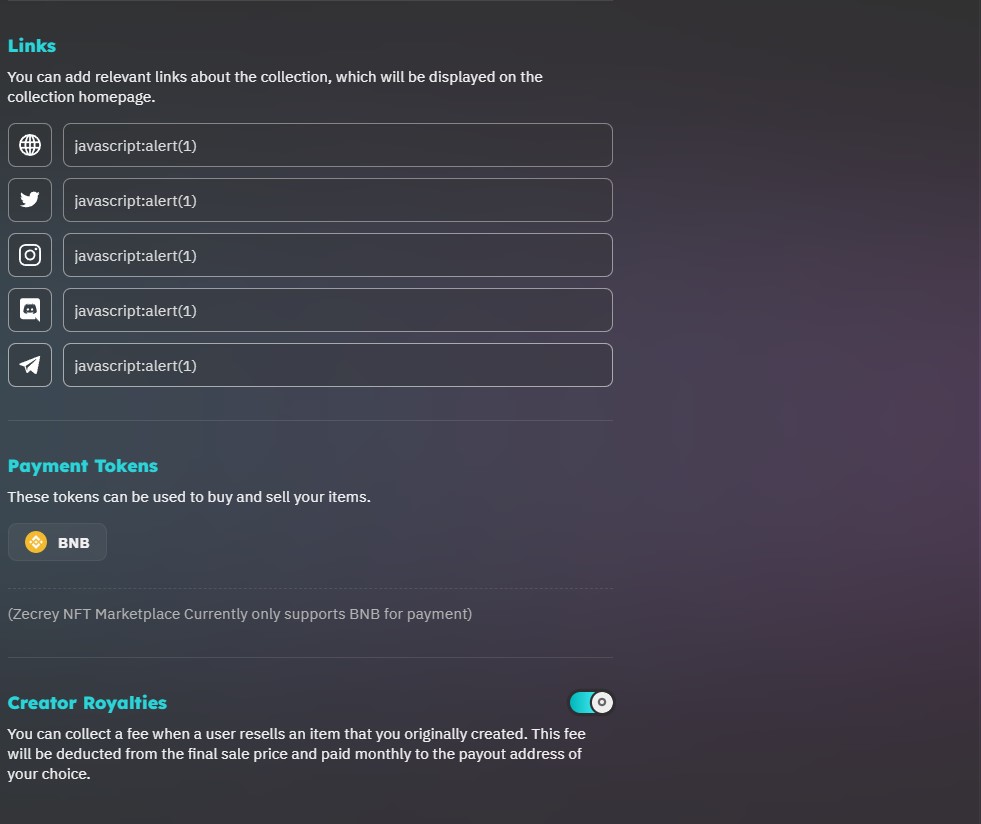 Links
You can add relevant links about the collection, which will be displayed on the
collection homepage.
javascript:alert(1)
javascript:alert(1)
javascript:alert(1)
javascript:alert(1)
javascript:alert(1)
Payment Tokens
These tokens can be used to buy and sell your items.
BNB
(Zecrey NFT Marketplace Currently only supports BNB for payment)
Creator Royalties
You can collect a fee when a user resells an item that you originally created. This fee
will be deducted from the final sale price and paid monthly to the payout address of
your choice.